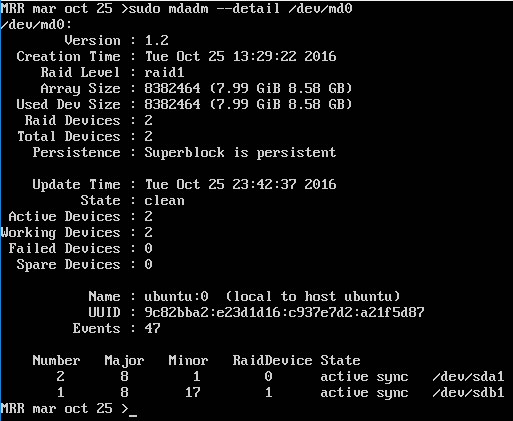 MRR mar oct 25 >sudo mdadm --detail /dev/md0
/dev/md0:
Version : 1.2
Creation Time : Tue Oct 25 13:29:22 2016
Raid Level : raid1
Array Size : 8382464 (7.99 GiB 8.58 GB)
Used Dev Size : 8382464 (7.99 GiB 8.58 GB)
Raid Devices : 2
Total Devices : 2
Persistence : Superblock is persistent
Update Time : Tue Oct 25 23:42:37 2016
State : clean
Active Devices : 2
Working Devices : 2
Failed Devices : 0
Spare Devices : 0
Name : ubuntu:0  (local to host ubuntu)
UUID : 9c82bba2:e23d1d16:c937e7d2:a21f5d87
Events : 47
Number   Major   Minor   RaidDevice State
2       8        1        0      active sync   /dev/sda1
1       8       17        1      active sync   /dev/sdb1
MRR mar oct 25 >_